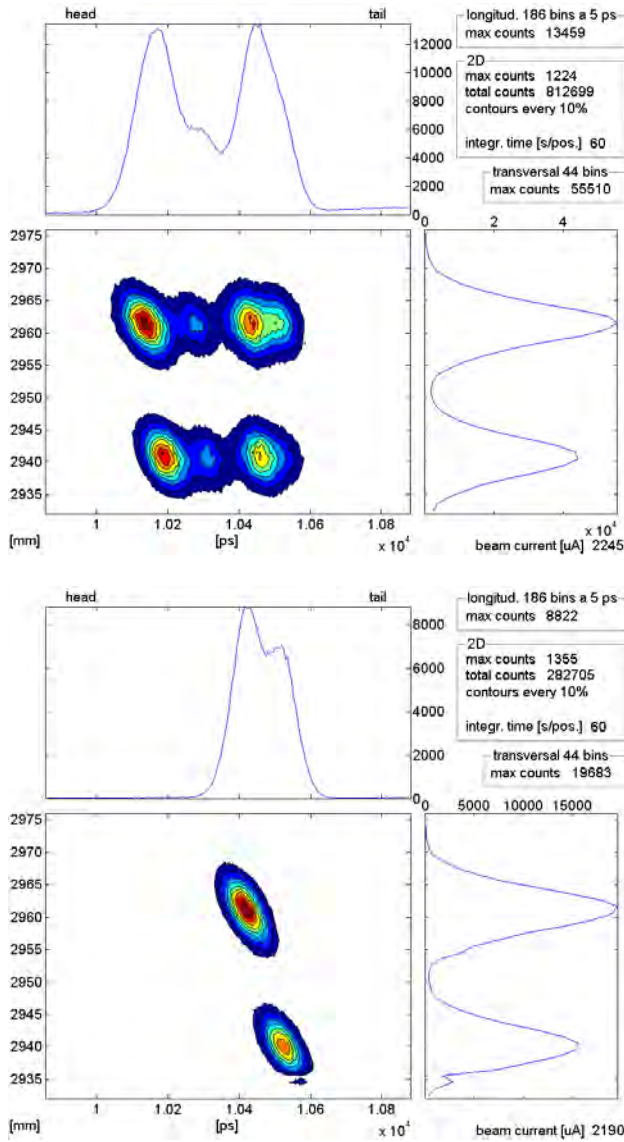 head tail
12000
10000
8000
6000
4000
2000
0
longitud. 186 bins a 5 ps
max counts 13459
2D
max counts 1224
total counts 812699
contours every 10%
integr. time [s/pos.] 60
transversal 44 bins
max counts 55510
0 2 4
2975
2970
2965
2960
2955
2950
2945
2940
2935
1 1.02 1.04 1.06 1.08
[mm] [ps] x 10⁴
x 10⁴
beam current [uA] 2245
head tail
8000
6000
4000
2000
0
longitud. 186 bins a 5 ps
max counts 8822
2D
max counts 1355
total counts 282705
contours every 10%
integr. time [s/pos.] 60
transversal 44 bins
max counts 19683
0 5000 10000 15000
2975
2970
2965
2960
2955
2950
2945
2940
2935
1 1.02 1.04 1.06 1.08
[mm] [ps] x 10⁴
beam current [uA] 2190